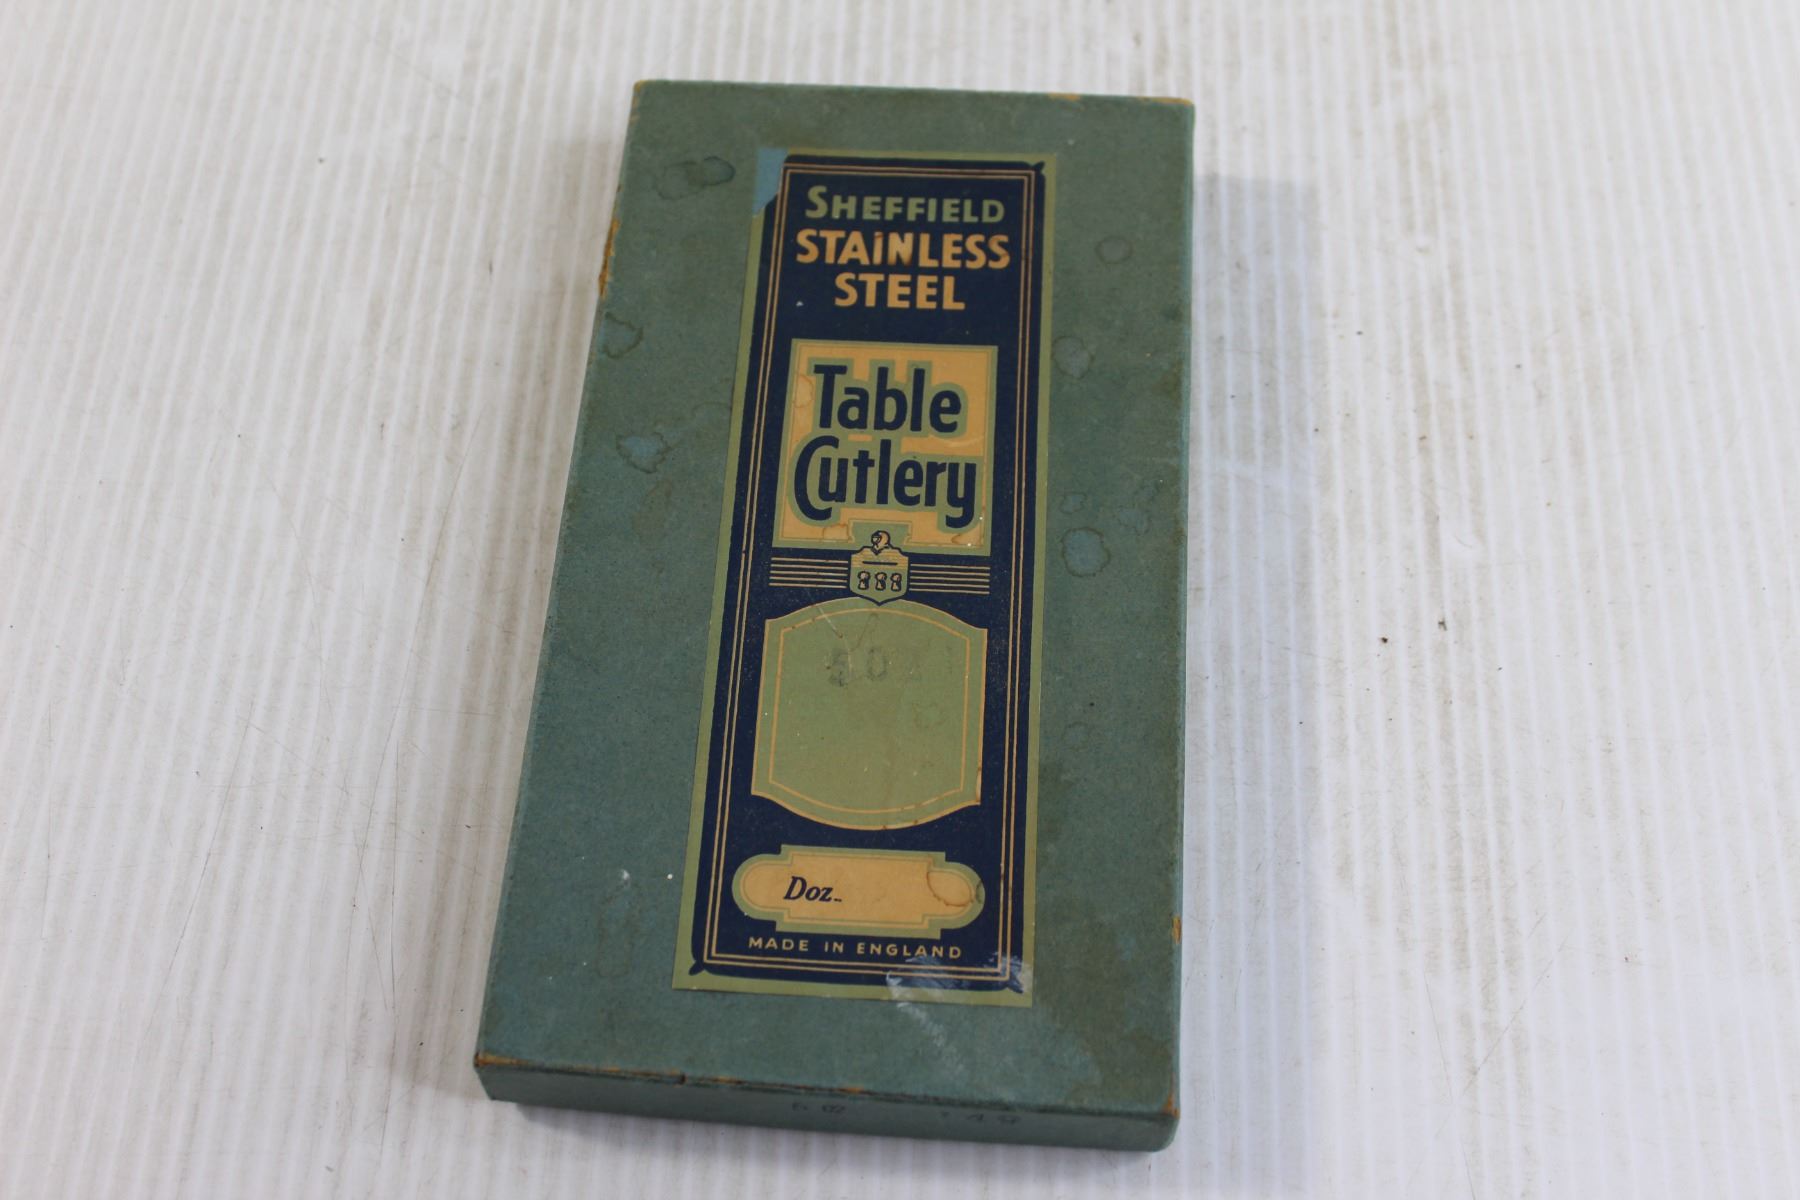 SHEFFIELD
STAINLESS
STEEL
Table
Cutlery
Doz..
MADE IN ENGLAND